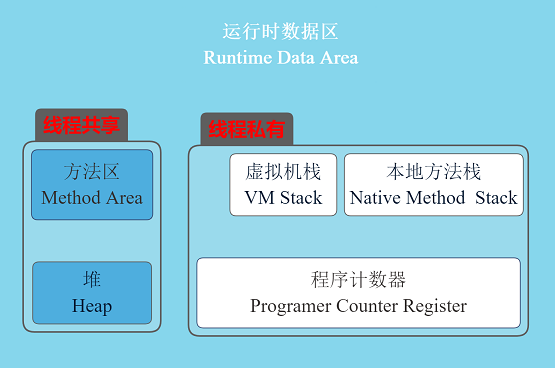 运行时数据区
Runtime Data Area
线程共享
方法区
Method Area
堆
Heap
线程私有
虚拟机栈
VM Stack
本地方法栈
Native Method Stack
程序计数器
Programer Counter Register